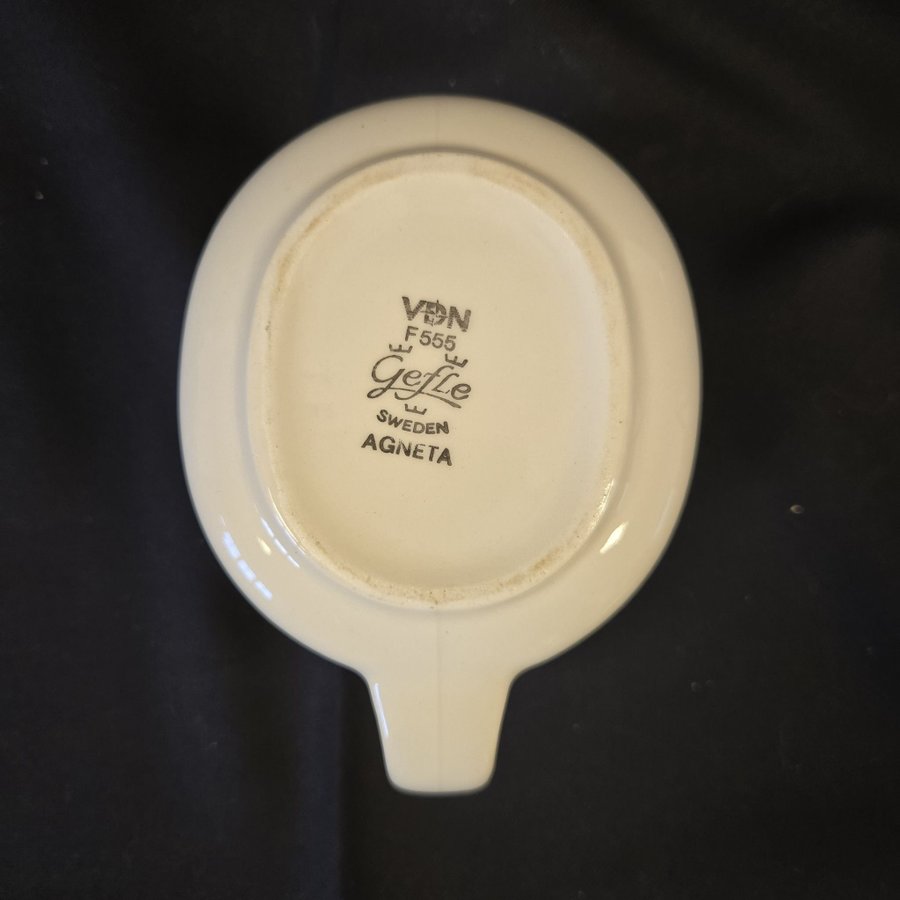 VDN
F555
Gefle
SWEDEN
AGNETA